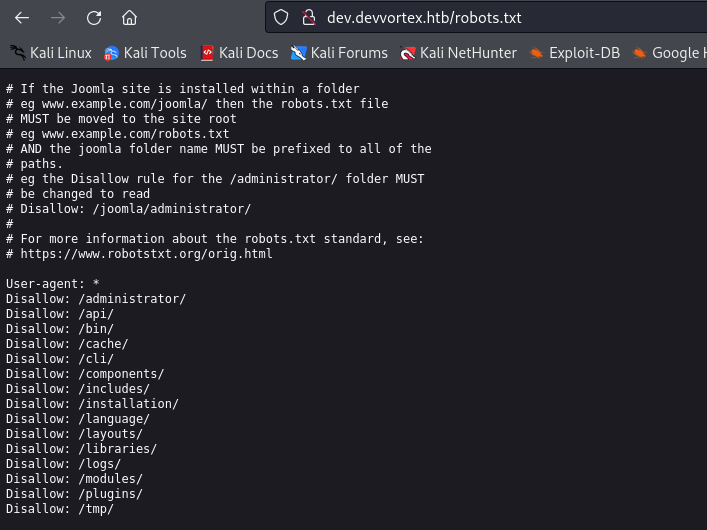 dev.devvortex.htb/robots.txt
Kali Linux Kali Tools Kali Docs Kali Forums Kali NetHunter Exploit-DB Google
# If the Joomla site is installed within a folder
# eg www.example.com/joomla/ then the robots.txt file
# MUST be moved to the site root
# eg www.example.com/robots.txt
# AND the joomla folder name MUST be prefixed to all of the
# paths.
# eg the Disallow rule for the /administrator/ folder MUST
# be changed to read
# Disallow: /joomla/administrator/
#
# For more information about the robots.txt standard, see:
# https://www.robotstxt.org/orig.html
User-agent: *
Disallow: /administrator/
Disallow: /api/
Disallow: /bin/
Disallow: /cache/
Disallow: /cli/
Disallow: /components/
Disallow: /includes/
Disallow: /installation/
Disallow: /language/
Disallow: /layouts/
Disallow: /libraries/
Disallow: /logs/
Disallow: /modules/
Disallow: /plugins/
Disallow: /tmp/